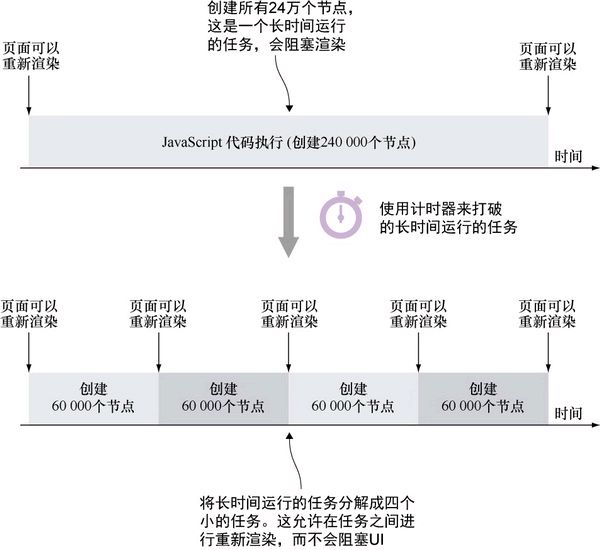 创建所有24万个节点，
这是一个长时间运行
的任务，会阻塞渲染
页面可以
重新渲染
页面可以
重新渲染
JavaScript 代码执行 (创建240 000个节点)
时间
使用计时器来打破
的长时间运行的任务
页面可以
重新渲染
页面可以
重新渲染
页面可以
重新渲染
页面可以
重新渲染
页面可以
重新渲染
创建
60 000个节点
创建
60 000个节点
创建
60 000个节点
创建
60 000个节点
时间
将长时间运行的任务分解成四个
小的任务。这允许在任务之间进
行重新渲染，而不会阻塞UI